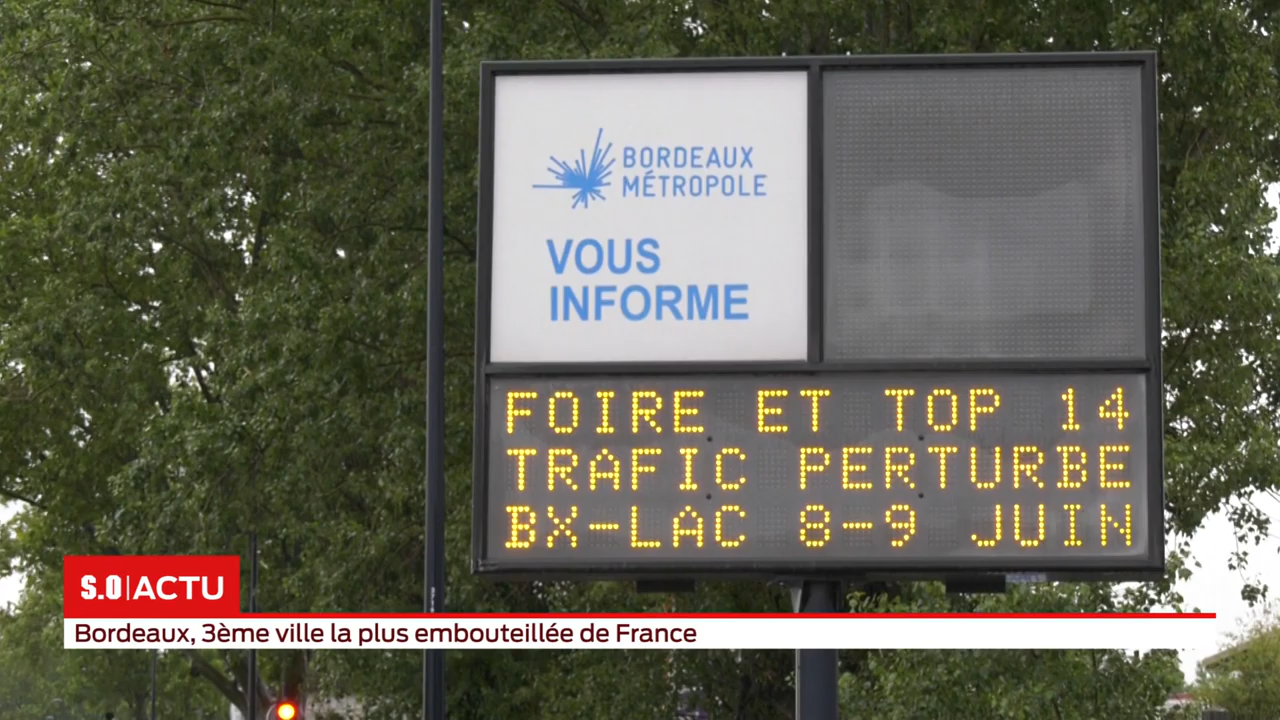 BORDEAUX
MÉTROPOLE
VOUS
INFORME
FOIRE ET TOP 14
TRAFIC PERTURBE
BX-LAC 8-9 JUIN
S.O|ACTU
Bordeaux, 3ème ville la plus embouteillée de France